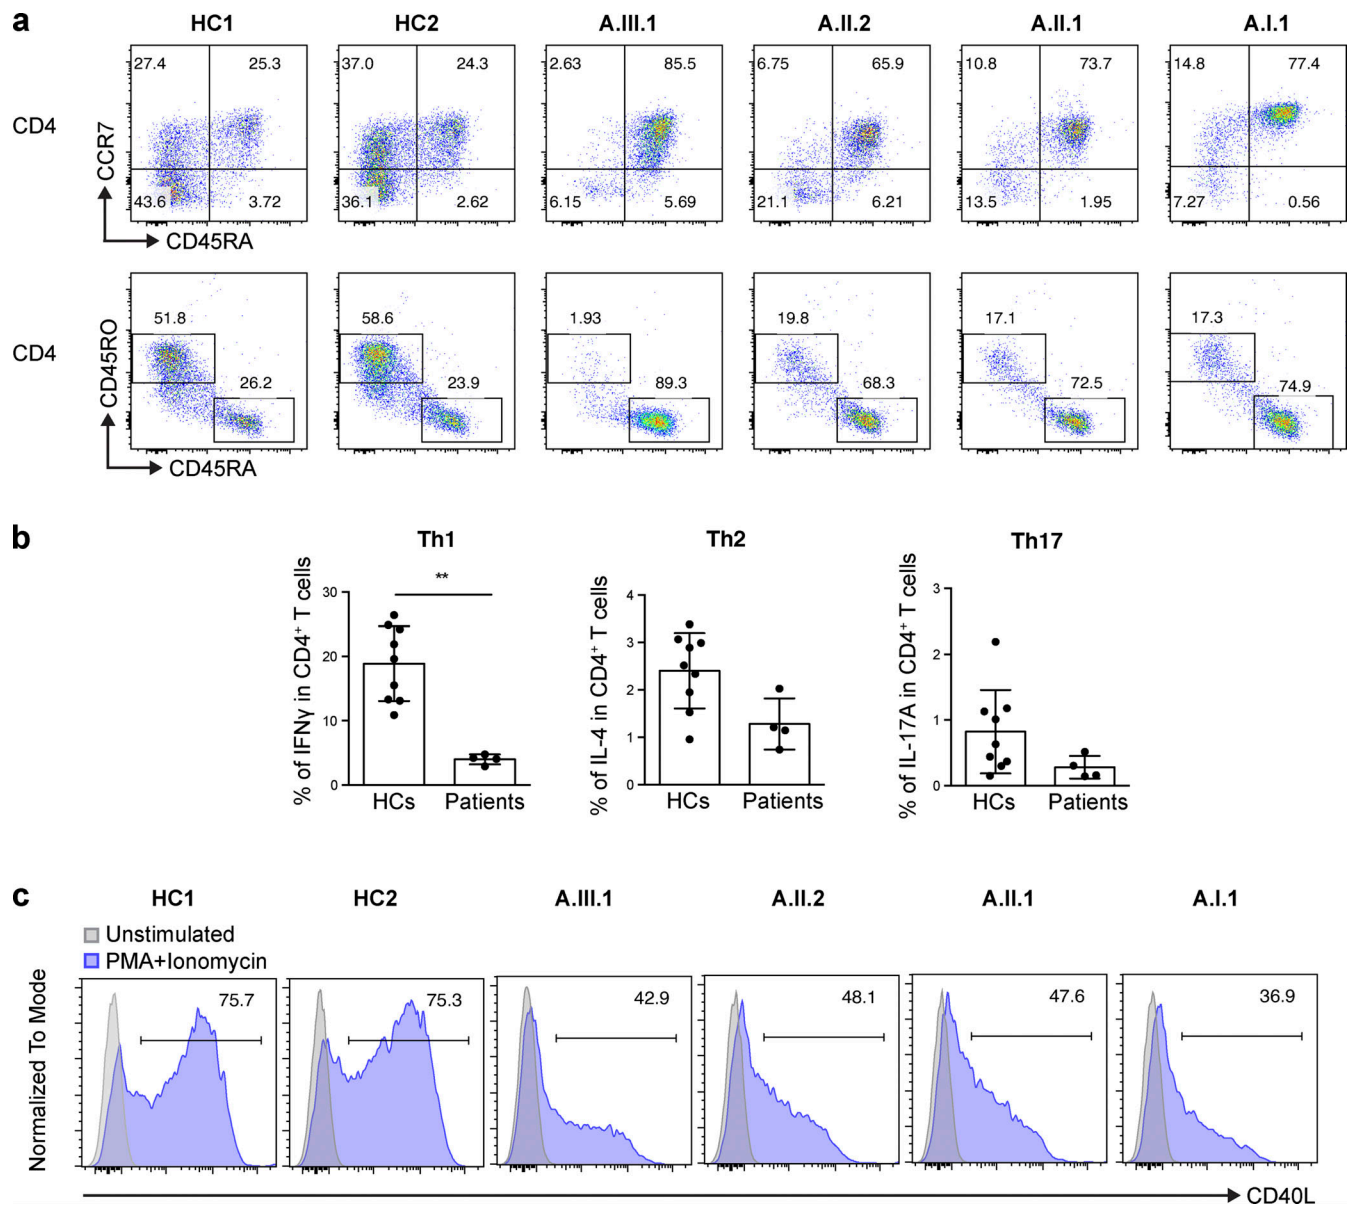 a
HC1 HC2 A.III.1 A.II.2 A.II.1 A.I.1
27.4 25.3 37.0 24.3 2.63 85.5 6.75 65.9 10.8 73.7 14.8 77.4
CD4
CCR7
43.6 3.72 36.1 2.62 6.15 5.69 21.1 6.21 13.5 1.95 7.27 0.56
CD45RA
51.8 58.6 1.93 19.8 17.1 17.3
CD4
CD45RO
26.2 23.9 89.3 68.3 72.5 74.9
CD45RA
b
Th1
% of IFNγ in CD4⁺ T cells
30
20
10
0
**
HCs Patients
Th2
% of IL-4 in CD4⁺ T cells
4
3
2
1
0
HCs Patients
Th17
% of IL-17A in CD4⁺ T cells
3
2
1
0
HCs Patients
c
HC1 HC2 A.III.1 A.II.2 A.II.1 A.I.1
Unstimulated
PMA+Ionomycin
Normalized To Mode
75.7 75.3 42.9 48.1 47.6 36.9
CD40L